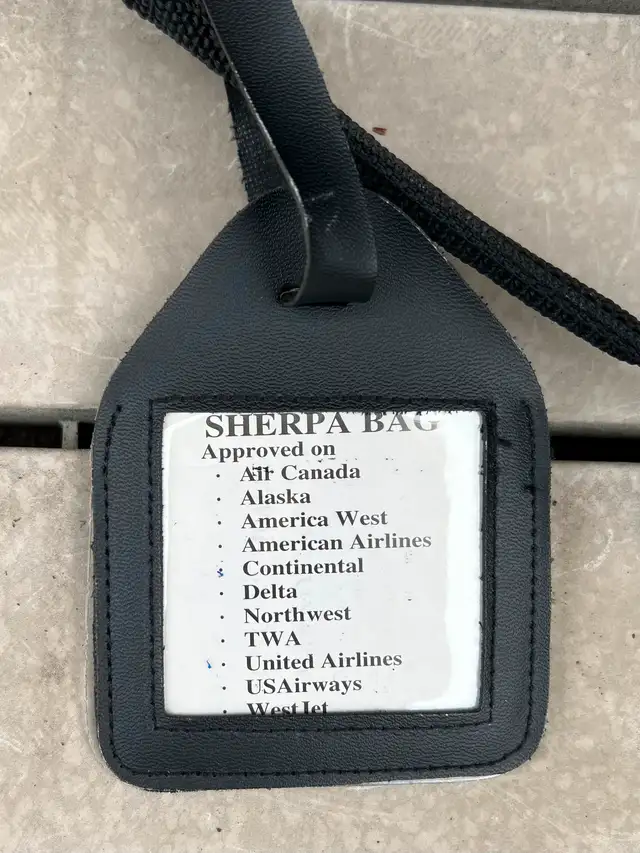 SHERPA BAG
Approved on
· Air Canada
· Alaska
· America West
· American Airlines
· Continental
· Delta
· Northwest
· TWA
· United Airlines
· USAirways
· WestJet